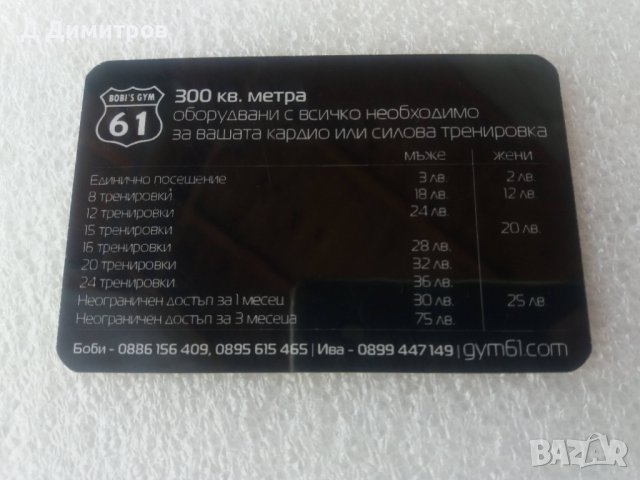 Д Димитров
BOBI'S GYM
61
300 кв. метра
оборудвани с всичко необходимо
за вашата кардио или силова тренировка
мъже жени
Единично посещение 3 лв. 2 лв.
8 тренировки 18 лв. 12 лв.
12 тренировки 24 лв.
15 тренировки 20 лв.
16 тренировки 28 лв.
20 тренировки 32 лв.
24 тренировки 36 лв.
Неограничен достъп за 1 месец 30 лв. 25 лв.
Неограничен достъп за 3 месеца 75 лв.
Боби - 0886 156 409, 0895 615 465 | Ива - 0899 447 149 | gym61.com
BAZAR